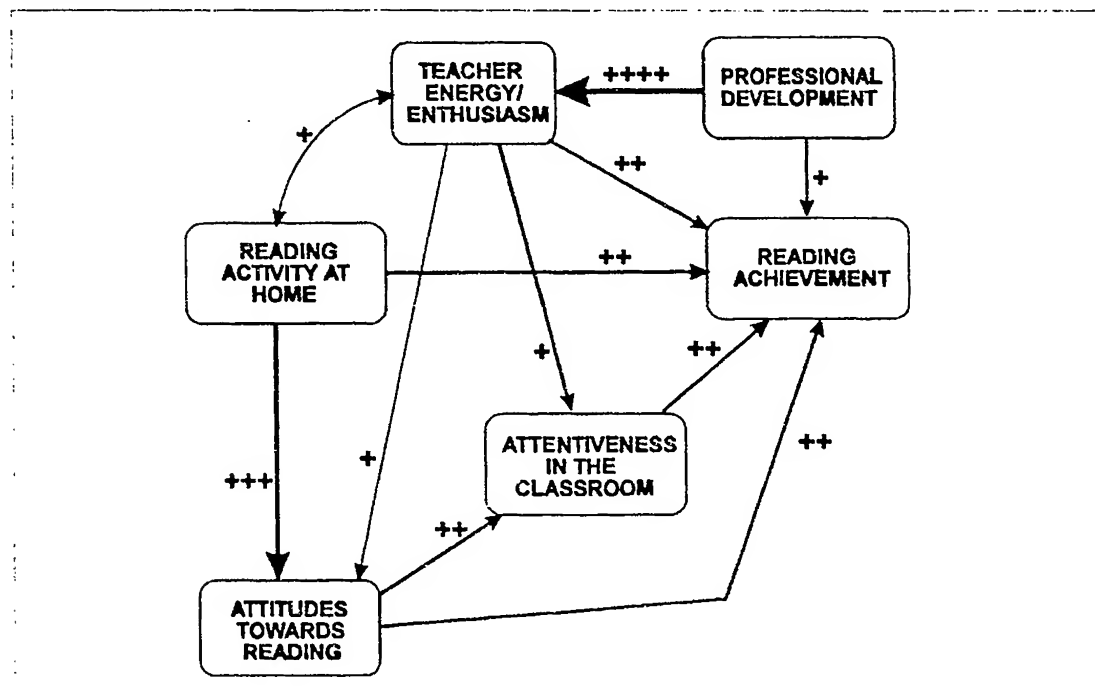 TEACHER
ENERGY/
ENTHUSIASM
++++
PROFESSIONAL
DEVELOPMENT
+
++
+
READING
ACTIVITY AT
HOME
++
READING
ACHIEVEMENT
+
++
ATTENTIVENESS
IN THE
CLASSROOM
++
+
+++
++
ATTITUDES
TOWARDS
READING